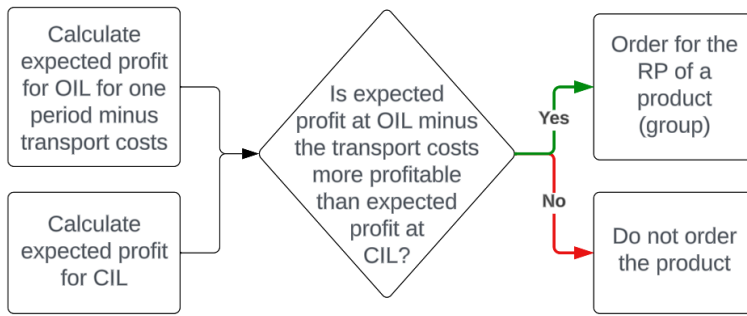 Calculate
expected profit
for OIL for one
period minus
transport costs
Calculate
expected profit
for CIL
Is expected
profit at OIL minus
the transport costs
more profitable
than expected
profit at
CIL?
Yes
No
Order for the
RP of a
product
(group)
Do not order
the product